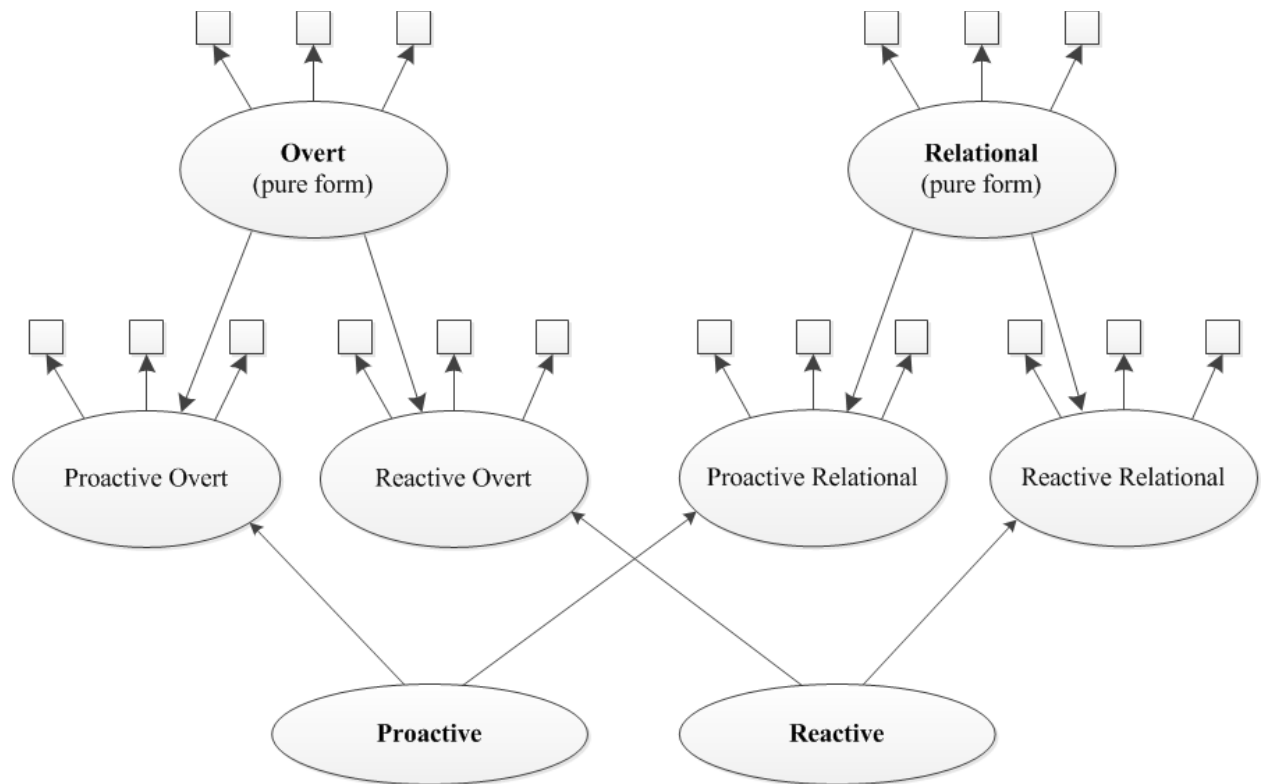 Overt
(pure form)
Relational
(pure form)
Proactive Overt
Reactive Overt
Proactive Relational
Reactive Relational
Proactive
Reactive